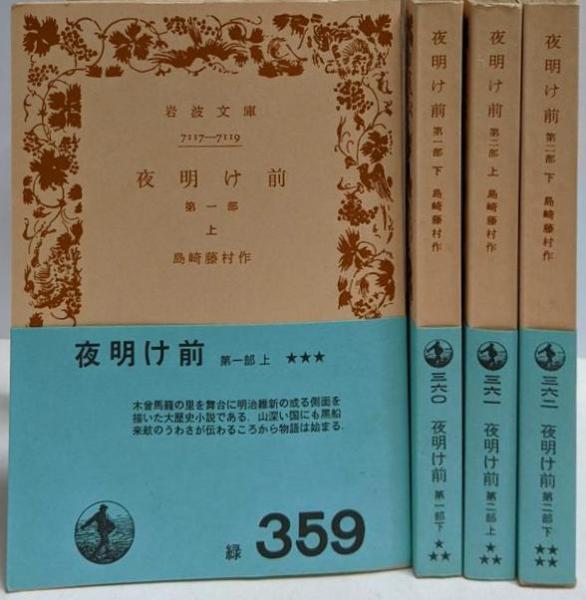 岩波文庫
7117—7119
夜明け前
第一部
上
島崎藤村作
夜明け前 第一部上 ★★★
木曾馬籠の里を舞台に明治維新の或る側面を
描いた大歴史小説である．山深い国にも黒船
来航のうわさが伝わるころから物語は始まる．
緑 359
夜明け前 第一部 下 島崎藤村作
三六〇 夜明け前 第一部下 ★★★
夜明け前 第二部 上 島崎藤村作
三六一 夜明け前 第二部上 ★★★
夜明け前 第二部 下 島崎藤村作
三六二 夜明け前 第二部下 ★★★★